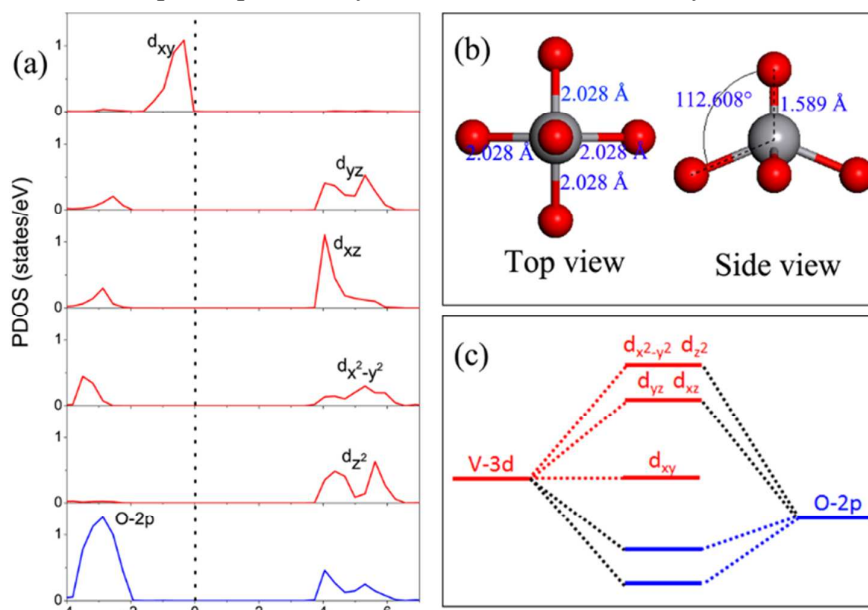 (a)
PDOS (states/eV)
dxy
1
0
dyz
1
0
dxz
1
0
dx²-y²
1
0
dz²
1
0
O-2p
1
0
(b)
2.028 Å
2.028 Å 2.028 Å
2.028 Å
Top view
112.608°
1.589 Å
Side view
(c)
dx²-y² dz²
dyz dxz
V-3d
dxy
O-2p